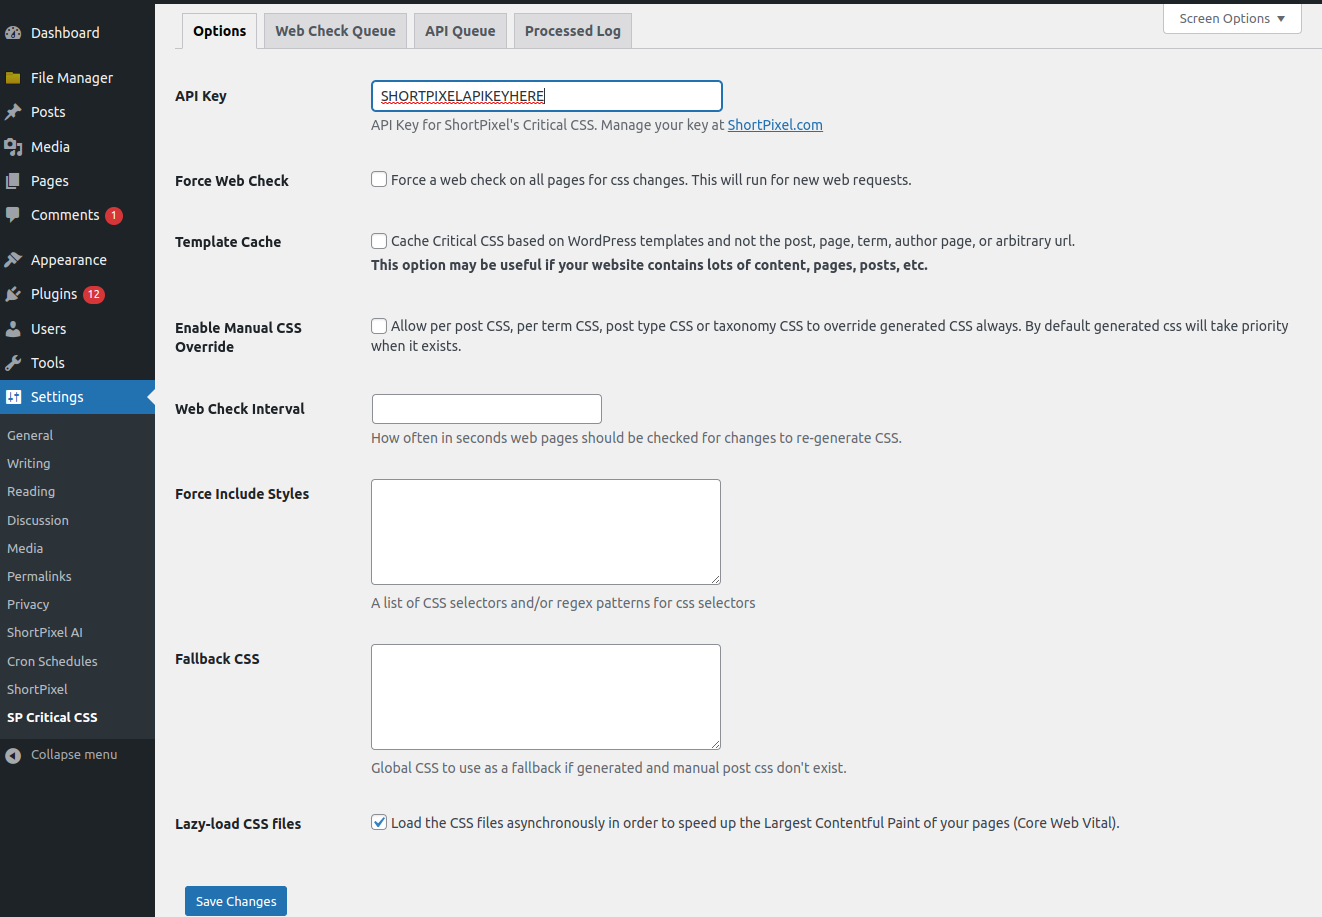 Dashboard
File Manager
Posts
Media
Pages
Comments 1
Appearance
Plugins 12
Users
Tools
Settings
General
Writing
Reading
Discussion
Media
Permalinks
Privacy
ShortPixel AI
Cron Schedules
ShortPixel
SP Critical CSS
Collapse menu
Screen Options
Options
Web Check Queue
API Queue
Processed Log
API Key
SHORTPIXELAPIKEYHERE
API Key for ShortPixel's Critical CSS. Manage your key at ShortPixel.com
Force Web Check
Force a web check on all pages for css changes. This will run for new web requests.
Template Cache
Cache Critical CSS based on WordPress templates and not the post, page, term, author page, or arbitrary url.
This option may be useful if your website contains lots of content, pages, posts, etc.
Enable Manual CSS
Override
Allow per post CSS, per term CSS, post type CSS or taxonomy CSS to override generated CSS always. By default generated css will take priority
when it exists.
Web Check Interval
How often in seconds web pages should be checked for changes to re-generate CSS.
Force Include Styles
A list of CSS selectors and/or regex patterns for css selectors
Fallback CSS
Global CSS to use as a fallback if generated and manual post css don't exist.
Lazy-load CSS files
Load the CSS files asynchronously in order to speed up the Largest Contentful Paint of your pages (Core Web Vital).
Save Changes